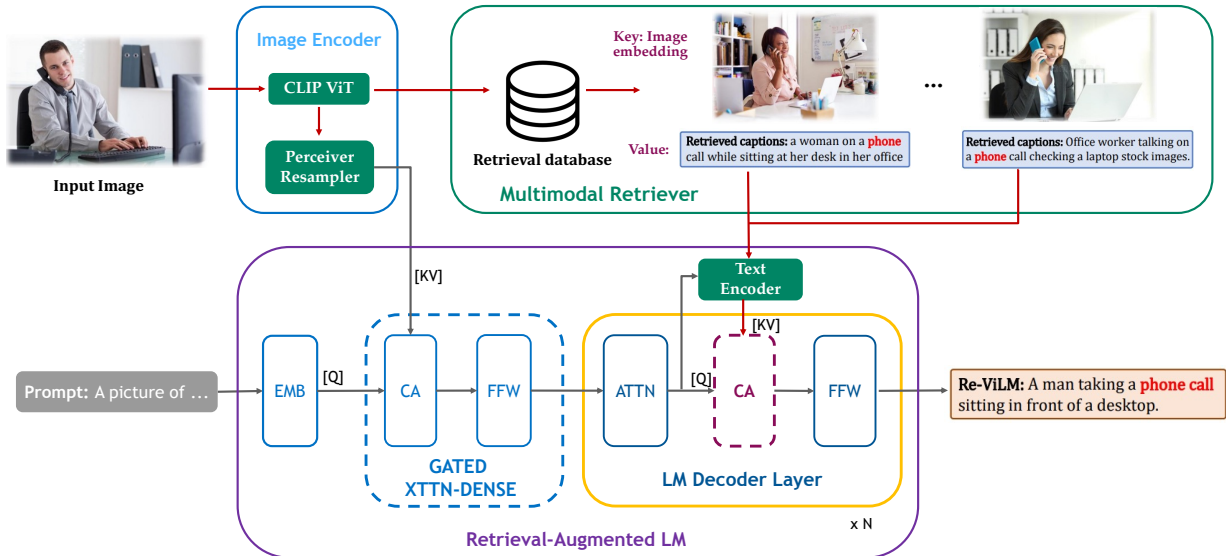 Image Encoder
CLIP ViT
Perceiver
Resampler
Input Image
Key: Image
embedding
Retrieval database
Value:
...
Retrieved captions: a woman on a phone
call while sitting at her desk in her office
Retrieved captions: Office worker talking on
a phone call checking a laptop stock images.
Multimodal Retriever
[KV]
Text
Encoder
[KV]
Prompt: A picture of ...
EMB
[Q]
CA
FFW
ATTN
[Q]
CA
FFW
Re-ViLM: A man taking a phone call
sitting in front of a desktop.
GATED
XTTN-DENSE
LM Decoder Layer
x N
Retrieval-Augmented LM